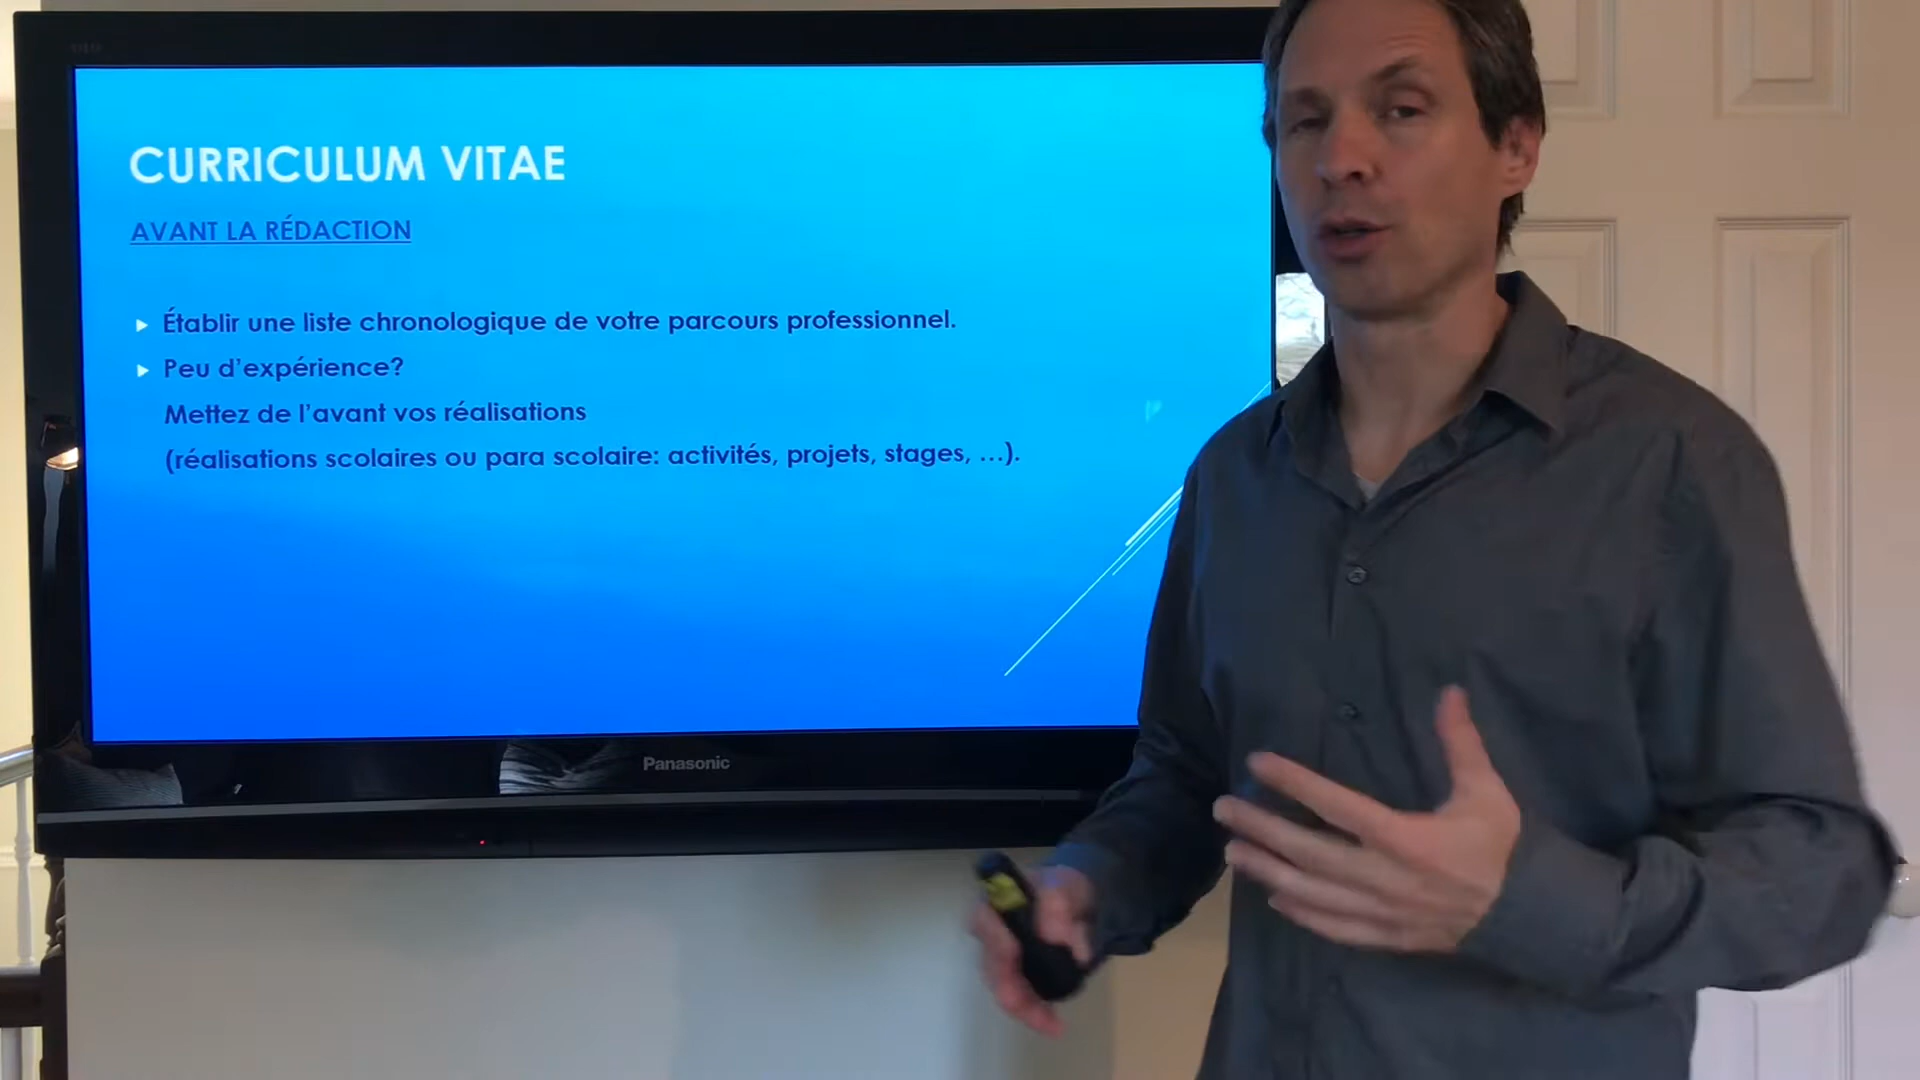 CURRICULUM VITAE
AVANT LA RÉDACTION
Établir une liste chronologique de votre parcours professionnel.
Peu d'expérience?
Mettez de l'avant vos réalisations
(réalisations scolaires ou para scolaire: activités, projets, stages, ...).
Panasonic